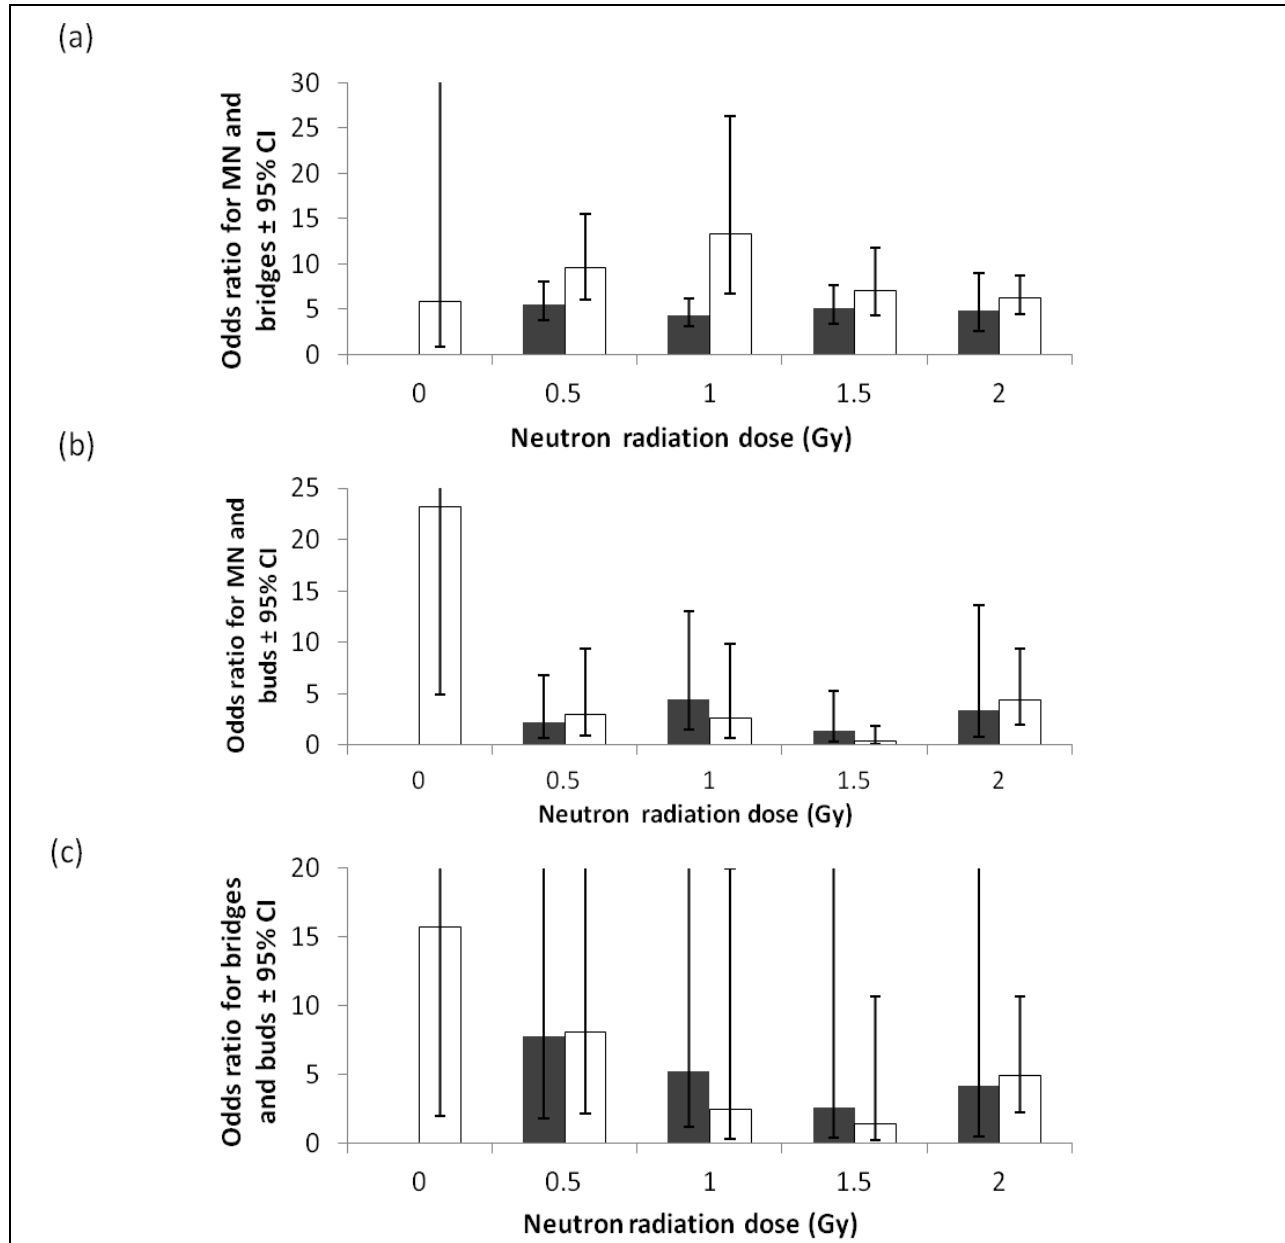 (a)
Odds ratio for MN and
bridges ± 95% CI
30
25
20
15
10
5
0
0 0.5 1 1.5 2
Neutron radiation dose (Gy)
(b)
Odds ratio for MN and
buds ± 95% CI
25
20
15
10
5
0
0 0.5 1 1.5 2
Neutron radiation dose (Gy)
(c)
Odds ratio for bridges
and buds ± 95% CI
20
15
10
5
0
0 0.5 1 1.5 2
Neutron radiation dose (Gy)